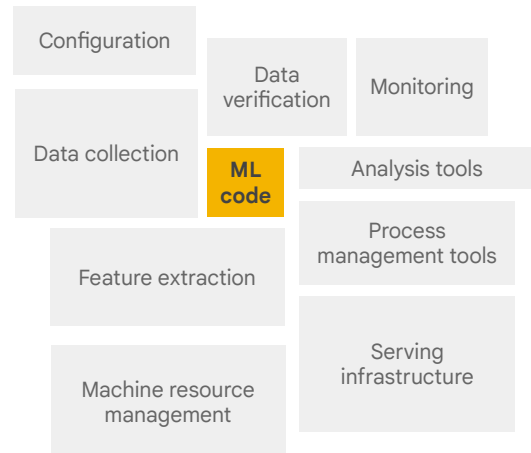 Configuration
Data
verification
Monitoring
Data collection
ML
code
Analysis tools
Process
management tools
Feature extraction
Serving
infrastructure
Machine resource
management